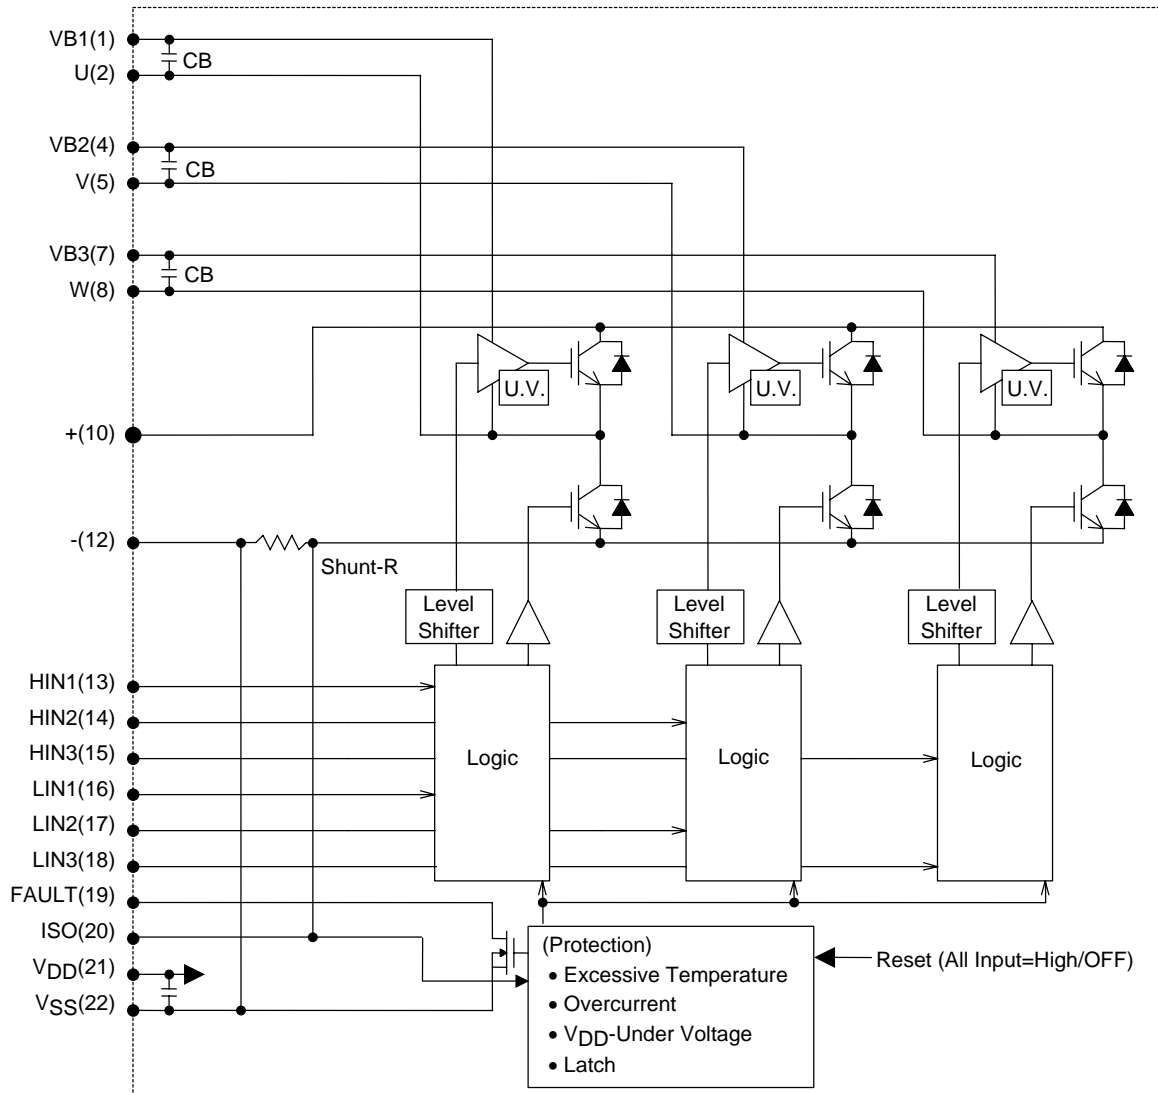 VB1(1)
CB
U(2)
VB2(4)
CB
V(5)
VB3(7)
CB
W(8)
U.V.
U.V.
U.V.
+(10)
-(12)
Shunt-R
Level
Shifter
Level
Shifter
Level
Shifter
HIN1(13)
HIN2(14)
HIN3(15)
LIN1(16)
LIN2(17)
LIN3(18)
Logic
Logic
Logic
FAULT(19)
ISO(20)
VDD(21)
VSS(22)
(Protection)
• Excessive Temperature
• Overcurrent
• VDD-Under Voltage
• Latch
Reset (All Input=High/OFF)